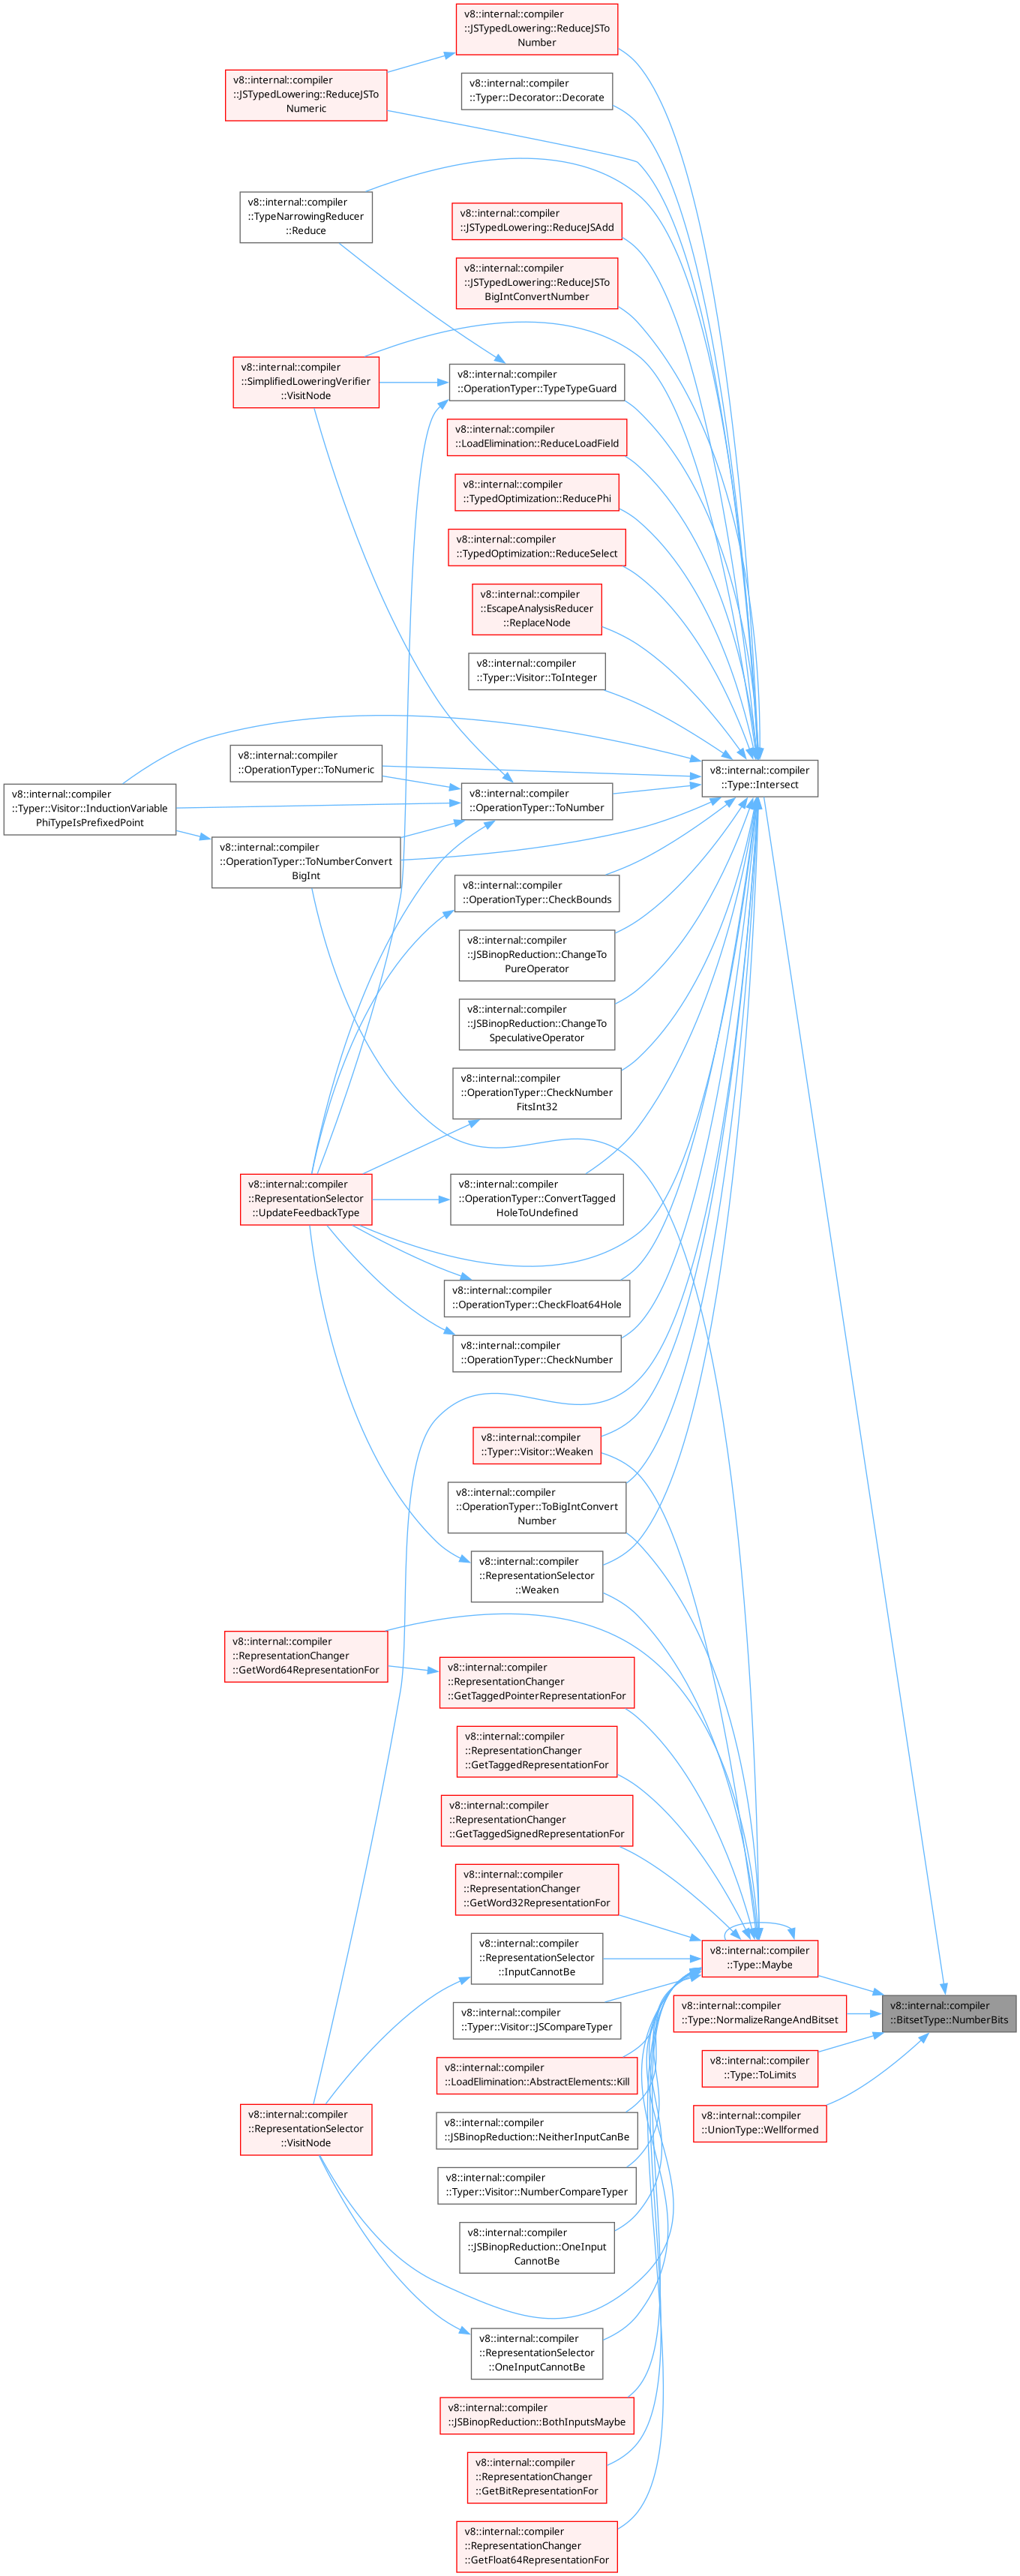 v8::internal::compiler
::JSTypedLowering::ReduceJSTo
Number
v8::internal::compiler
::JSTypedLowering::ReduceJSTo
Numeric
v8::internal::compiler
::Typer::Decorator::Decorate
v8::internal::compiler
::TypeNarrowingReducer
::Reduce
v8::internal::compiler
::JSTypedLowering::ReduceJSAdd
v8::internal::compiler
::JSTypedLowering::ReduceJSTo
BigIntConvertNumber
v8::internal::compiler
::SimplifiedLoweringVerifier
::VisitNode
v8::internal::compiler
::OperationTyper::TypeTypeGuard
v8::internal::compiler
::LoadElimination::ReduceLoadField
v8::internal::compiler
::TypedOptimization::ReducePhi
v8::internal::compiler
::TypedOptimization::ReduceSelect
v8::internal::compiler
::EscapeAnalysisReducer
::ReplaceNode
v8::internal::compiler
::Typer::Visitor::ToInteger
v8::internal::compiler
::OperationTyper::ToNumeric
v8::internal::compiler
::Type::Intersect
v8::internal::compiler
::Typer::Visitor::InductionVariable
PhiTypeIsPrefixedPoint
v8::internal::compiler
::OperationTyper::ToNumber
v8::internal::compiler
::OperationTyper::ToNumberConvert
BigInt
v8::internal::compiler
::OperationTyper::CheckBounds
v8::internal::compiler
::JSBinopReduction::ChangeTo
PureOperator
v8::internal::compiler
::JSBinopReduction::ChangeTo
SpeculativeOperator
v8::internal::compiler
::OperationTyper::CheckNumber
FitsInt32
v8::internal::compiler
::RepresentationSelector
::UpdateFeedbackType
v8::internal::compiler
::OperationTyper::ConvertTagged
HoleToUndefined
v8::internal::compiler
::OperationTyper::CheckFloat64Hole
v8::internal::compiler
::OperationTyper::CheckNumber
v8::internal::compiler
::Typer::Visitor::Weaken
v8::internal::compiler
::OperationTyper::ToBigIntConvert
Number
v8::internal::compiler
::RepresentationSelector
::Weaken
v8::internal::compiler
::RepresentationChanger
::GetWord64RepresentationFor
v8::internal::compiler
::RepresentationChanger
::GetTaggedPointerRepresentationFor
v8::internal::compiler
::RepresentationChanger
::GetTaggedRepresentationFor
v8::internal::compiler
::RepresentationChanger
::GetTaggedSignedRepresentationFor
v8::internal::compiler
::RepresentationChanger
::GetWord32RepresentationFor
v8::internal::compiler
::RepresentationSelector
::InputCannotBe
v8::internal::compiler
::Type::Maybe
v8::internal::compiler
::Typer::Visitor::JSCompareTyper
v8::internal::compiler
::Type::NormalizeRangeAndBitset
v8::internal::compiler
::BitsetType::NumberBits
v8::internal::compiler
::LoadElimination::AbstractElements::Kill
v8::internal::compiler
::Type::ToLimits
v8::internal::compiler
::RepresentationSelector
::VisitNode
v8::internal::compiler
::JSBinopReduction::NeitherInputCanBe
v8::internal::compiler
::UnionType::Wellformed
v8::internal::compiler
::Typer::Visitor::NumberCompareTyper
v8::internal::compiler
::JSBinopReduction::OneInput
CannotBe
v8::internal::compiler
::RepresentationSelector
::OneInputCannotBe
v8::internal::compiler
::JSBinopReduction::BothInputsMaybe
v8::internal::compiler
::RepresentationChanger
::GetBitRepresentationFor
v8::internal::compiler
::RepresentationChanger
::GetFloat64RepresentationFor